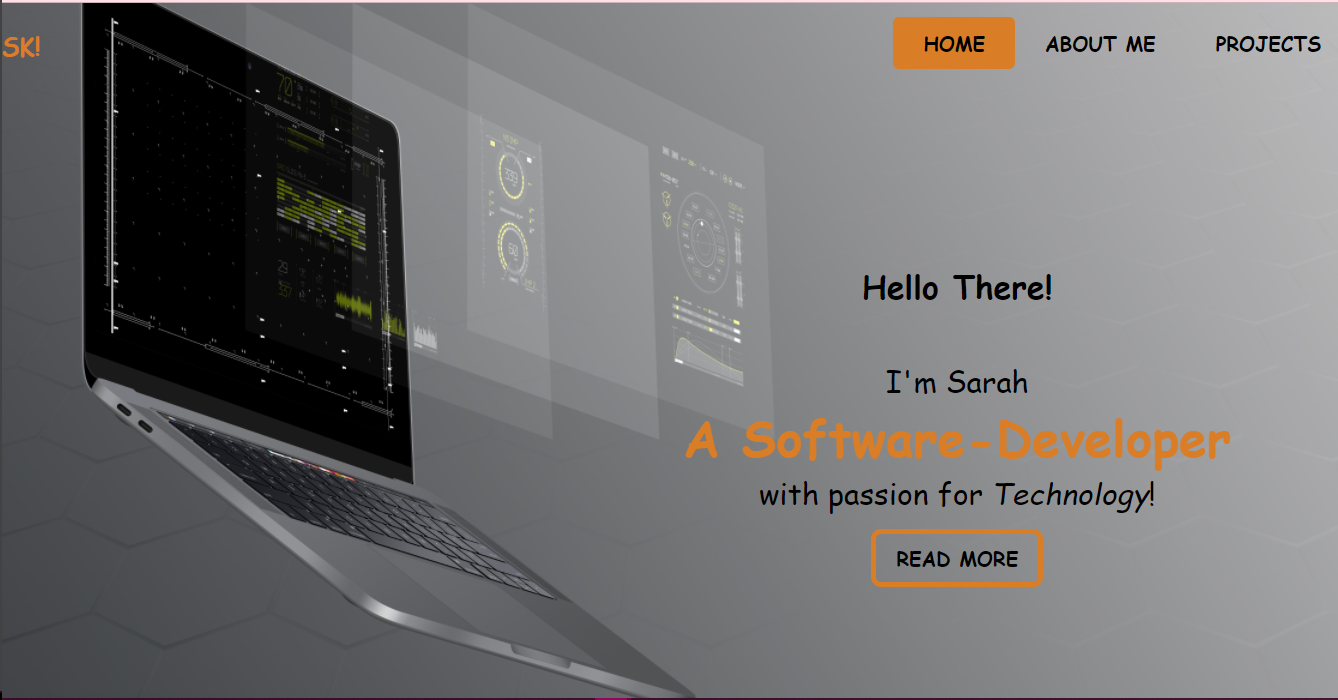 SK!
HOME
ABOUT ME
PROJECTS
Hello There!
I'm Sarah
A Software-Developer
with passion for Technology!
READ MORE